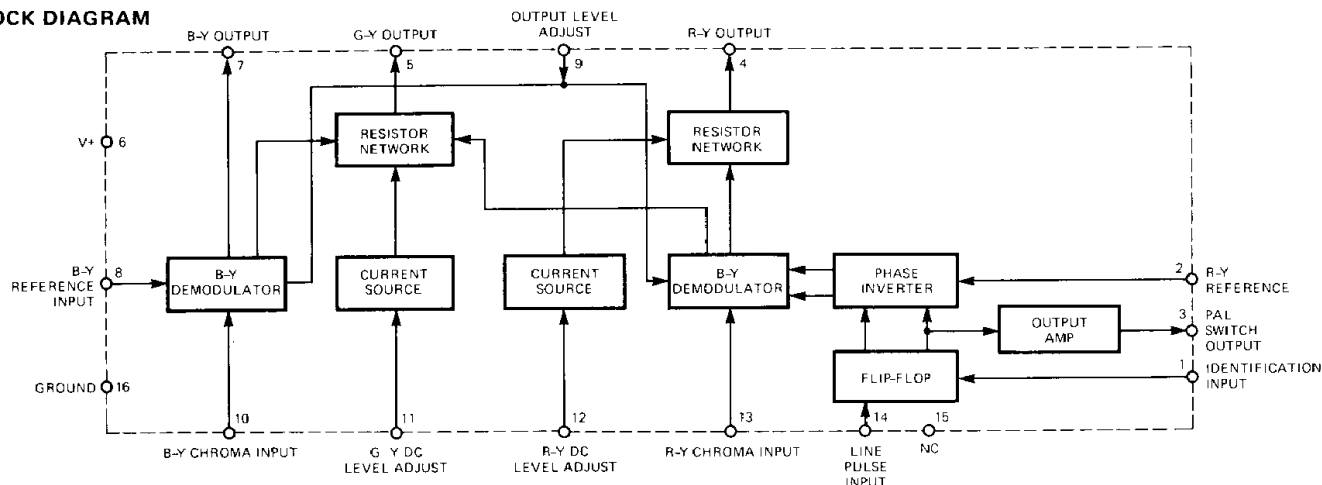 OCK DIAGRAM
OUTPUT LEVEL
ADJUST
B-Y OUTPUT
G-Y OUTPUT
R-Y OUTPUT
7
5
9
4
V+
6
RESISTOR
NETWORK
RESISTOR
NETWORK
B-Y
REFERENCE
INPUT
8
B-Y
DEMODULATOR
CURRENT
SOURCE
CURRENT
SOURCE
B-Y
DEMODULATOR
PHASE
INVERTER
2
R-Y
REFERENCE
OUTPUT
AMP
3
PAL
SWITCH
OUTPUT
FLIP-FLOP
1
IDENTIFICATION
INPUT
GROUND
16
10
11
12
13
14
15
B-Y CHROMA INPUT
G Y DC
LEVEL ADJUST
R-Y DC
LEVEL ADJUST
R-Y CHROMA INPUT
LINE
PULSE
INPUT
NC